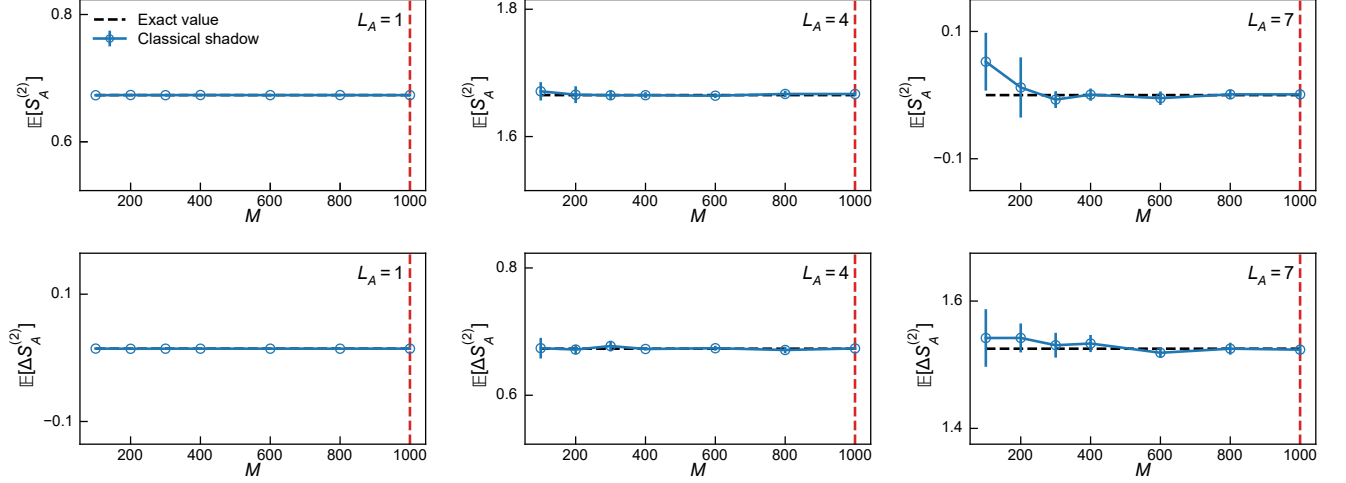 0.8
0.6
𝔼[S_A^(2)]
Exact value
Classical shadow
L_A = 1
200 400 600 800 1000
M
1.8
1.6
𝔼[S_A^(2)]
L_A = 4
200 400 600 800 1000
M
0.1
−0.1
𝔼[S_A^(2)]
L_A = 7
200 400 600 800 1000
M
0.1
−0.1
𝔼[ΔS_A^(2)]
L_A = 1
200 400 600 800 1000
M
0.8
0.6
𝔼[ΔS_A^(2)]
L_A = 4
200 400 600 800 1000
M
1.6
1.4
𝔼[ΔS_A^(2)]
L_A = 7
200 400 600 800 1000
M